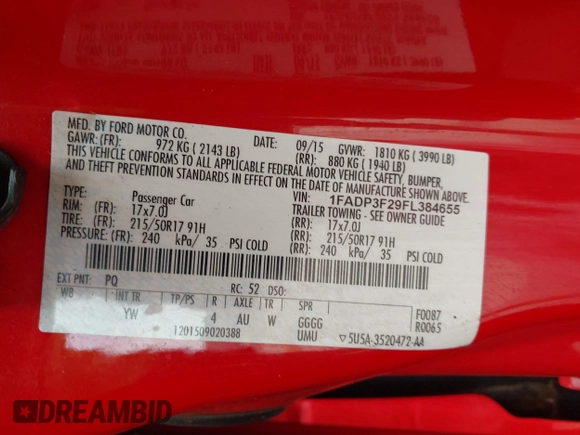 MFD. BY FORD MOTOR CO.
DATE: 09/15 GVWR: 1810 KG ( 3990 LB)
GAWR: (FR): 972 KG ( 2143 LB) (RR): 880 KG ( 1940 LB)
THIS VEHICLE CONFORMS TO ALL APPLICABLE FEDERAL MOTOR VEHICLE SAFETY, BUMPER,
AND THEFT PREVENTION STANDARDS IN EFFECT ON THE DATE OF MANUFACTURE SHOWN ABOVE.
VIN: 1FADP3F29FL384655
TYPE: Passenger Car TRAILER TOWING - SEE OWNER GUIDE
RIM: (FR): 17x7.0J (RR): 17x7.0J
TIRE: (FR): 215/50R17 91H (RR): 215/50R17 91H
PRESSURE: (FR): 240 kPa/ 35 PSI COLD (RR): 240 kPa/ 35 PSI COLD
EXT PNT: PQ RC: 52 DSO:
WB INT TR TP/PS R AXLE TR SPR F0087
YW 4 AU W GGGG R0065
1201509020388 UMU ▽5U5A-3520472-AA
DREAMBID